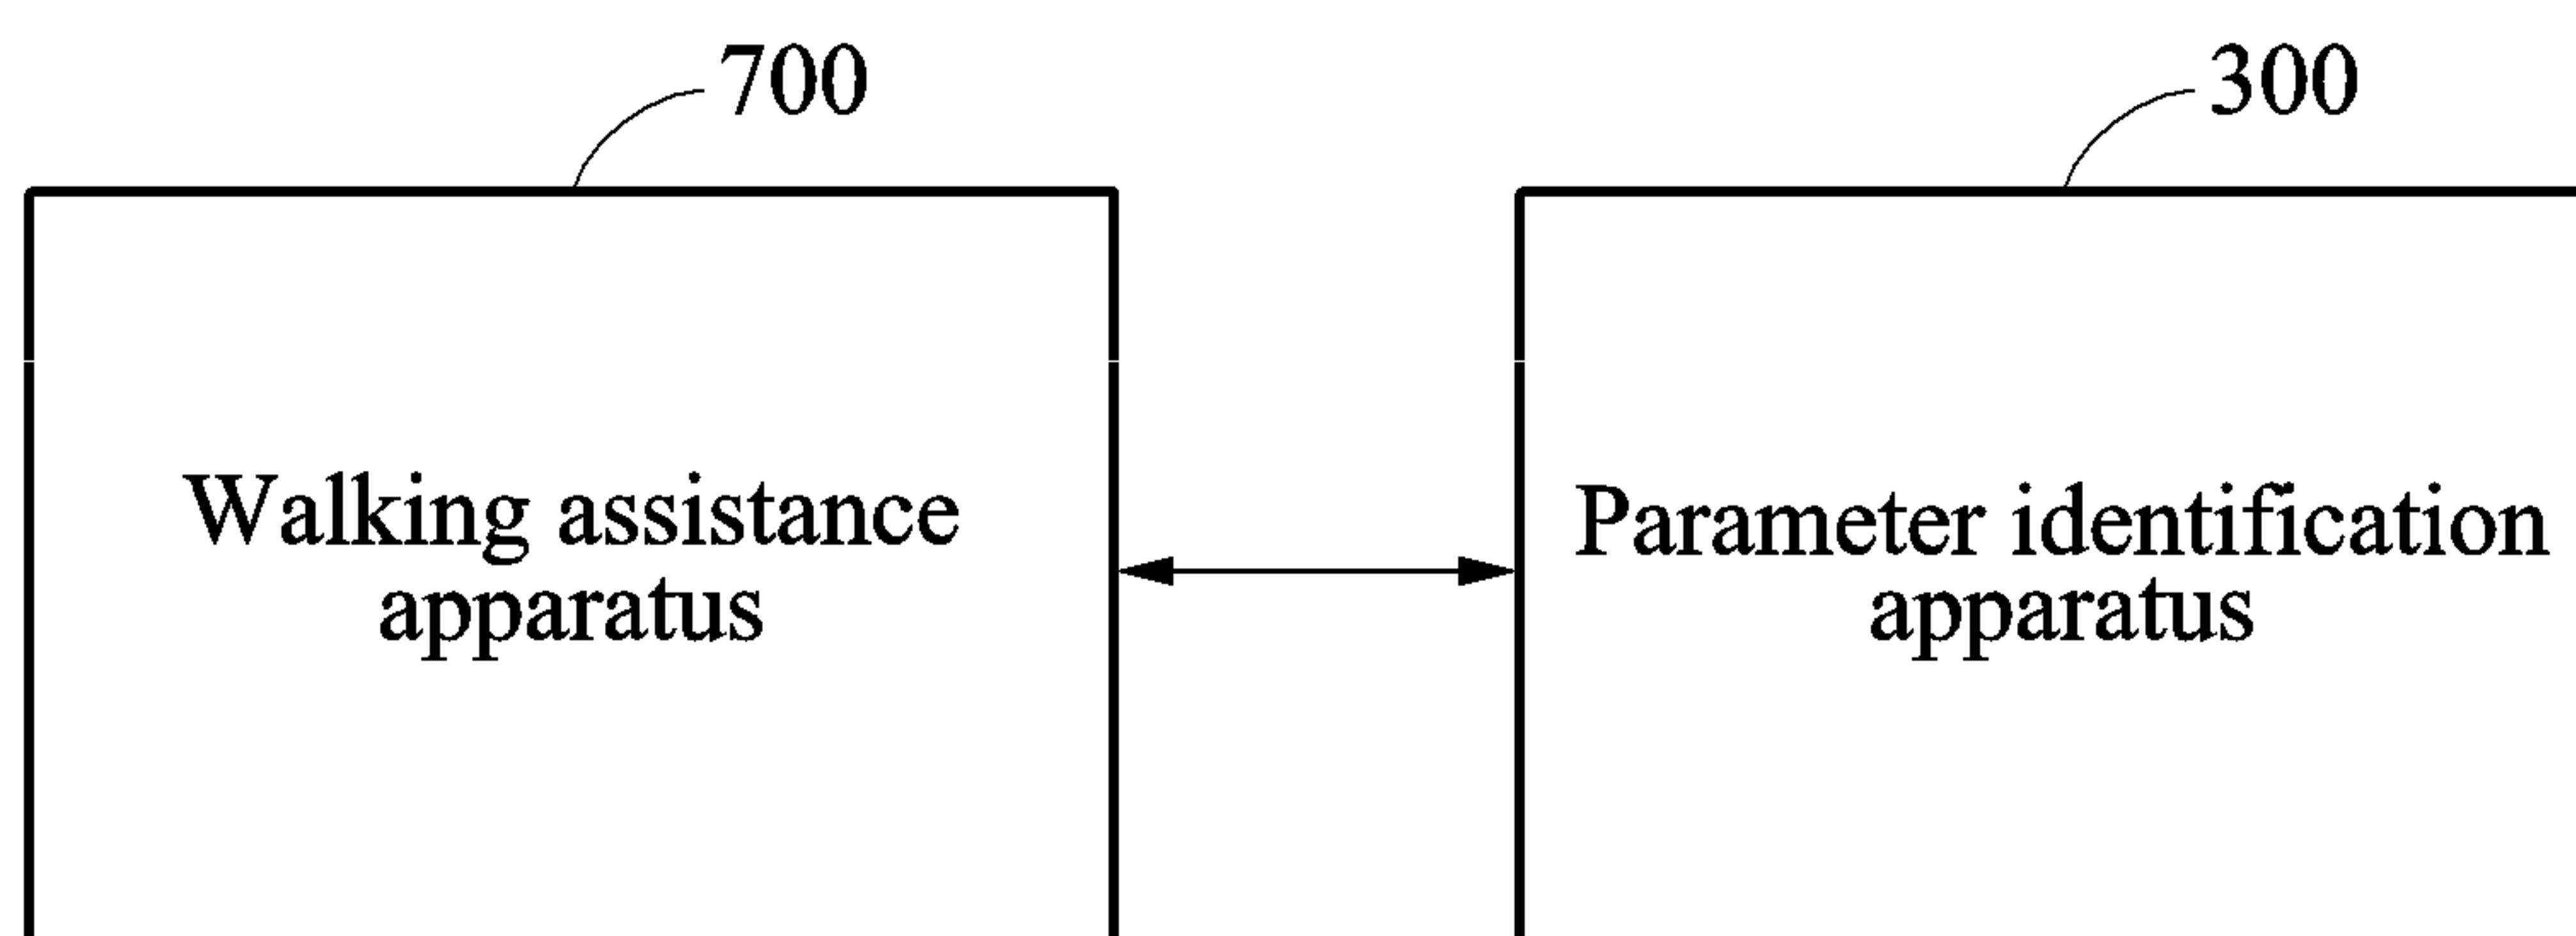 700
300
Walking assistance
apparatus
Parameter identification
apparatus